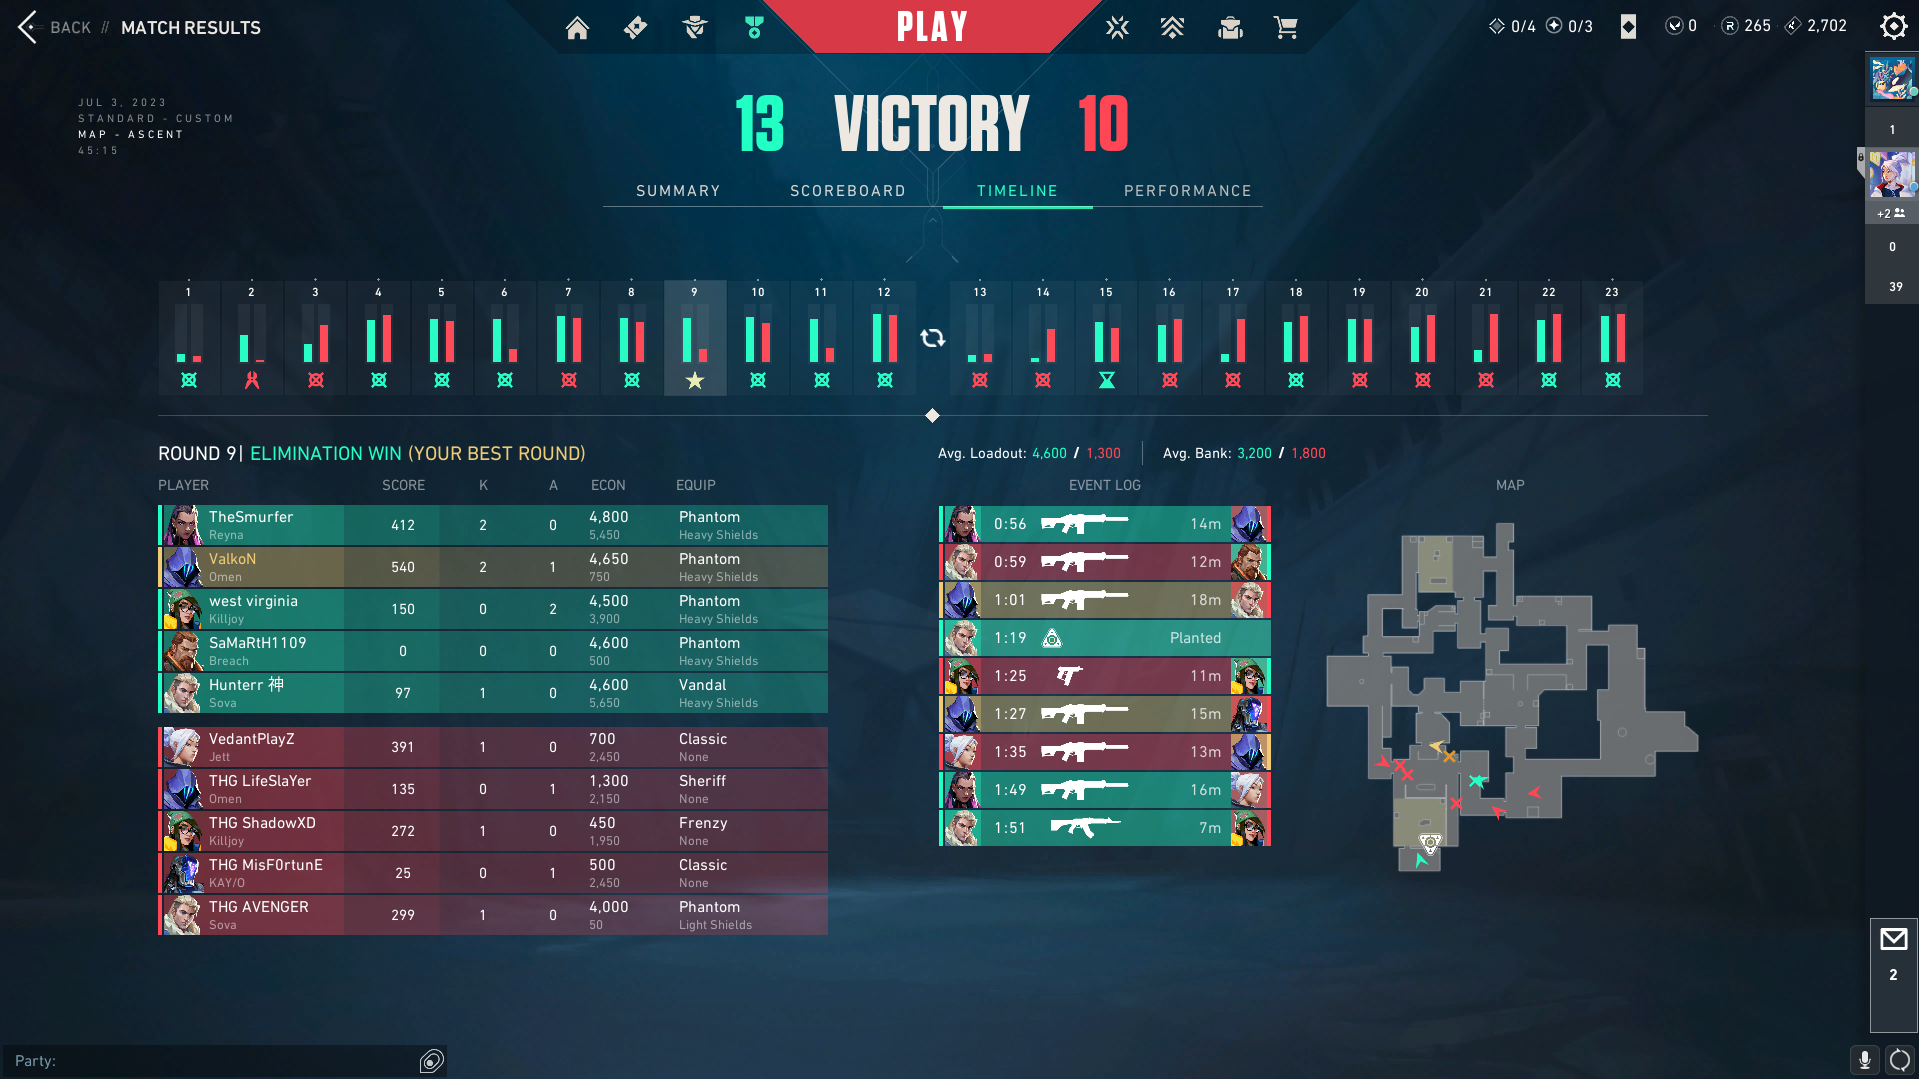 BACK // MATCH RESULTS
PLAY
0/4 0/3 0 265 2,702
JUL 3, 2023
STANDARD - CUSTOM
MAP - ASCENT
45:15
13 VICTORY 10
SUMMARY SCOREBOARD TIMELINE PERFORMANCE
1
+2
0
39
1 2 3 4 5 6 7 8 9 10 11 12 13 14 15 16 17 18 19 20 21 22 23
ROUND 9| ELIMINATION WIN (YOUR BEST ROUND)
PLAYER SCORE K A ECON EQUIP
TheSmurfer 412 2 0 4,800 Phantom
Reyna 5,450 Heavy Shields
ValkoN 540 2 1 4,650 Phantom
Omen 750 Heavy Shields
west virginia 150 0 2 4,500 Phantom
Killjoy 3,900 Heavy Shields
SaMaRtH1109 0 0 0 4,600 Phantom
Breach 500 Heavy Shields
Hunterr 神 97 1 0 4,600 Vandal
Sova 5,650 Heavy Shields
VedantPlayZ 391 1 0 700 Classic
Jett 2,450 None
THG LifeSlaYer 135 0 1 1,300 Sheriff
Omen 2,150 None
THG ShadowXD 272 1 0 450 Frenzy
Killjoy 1,950 None
THG MisF0rtunE 25 0 1 500 Classic
KAY/O 2,450 None
THG AVENGER 299 1 0 4,000 Phantom
Sova 50 Light Shields
Avg. Loadout: 4,600 / 1,300 Avg. Bank: 3,200 / 1,800
EVENT LOG
0:56 14m
0:59 12m
1:01 18m
1:19 Planted
1:25 11m
1:27 15m
1:35 13m
1:49 16m
1:51 7m
MAP
2
Party: